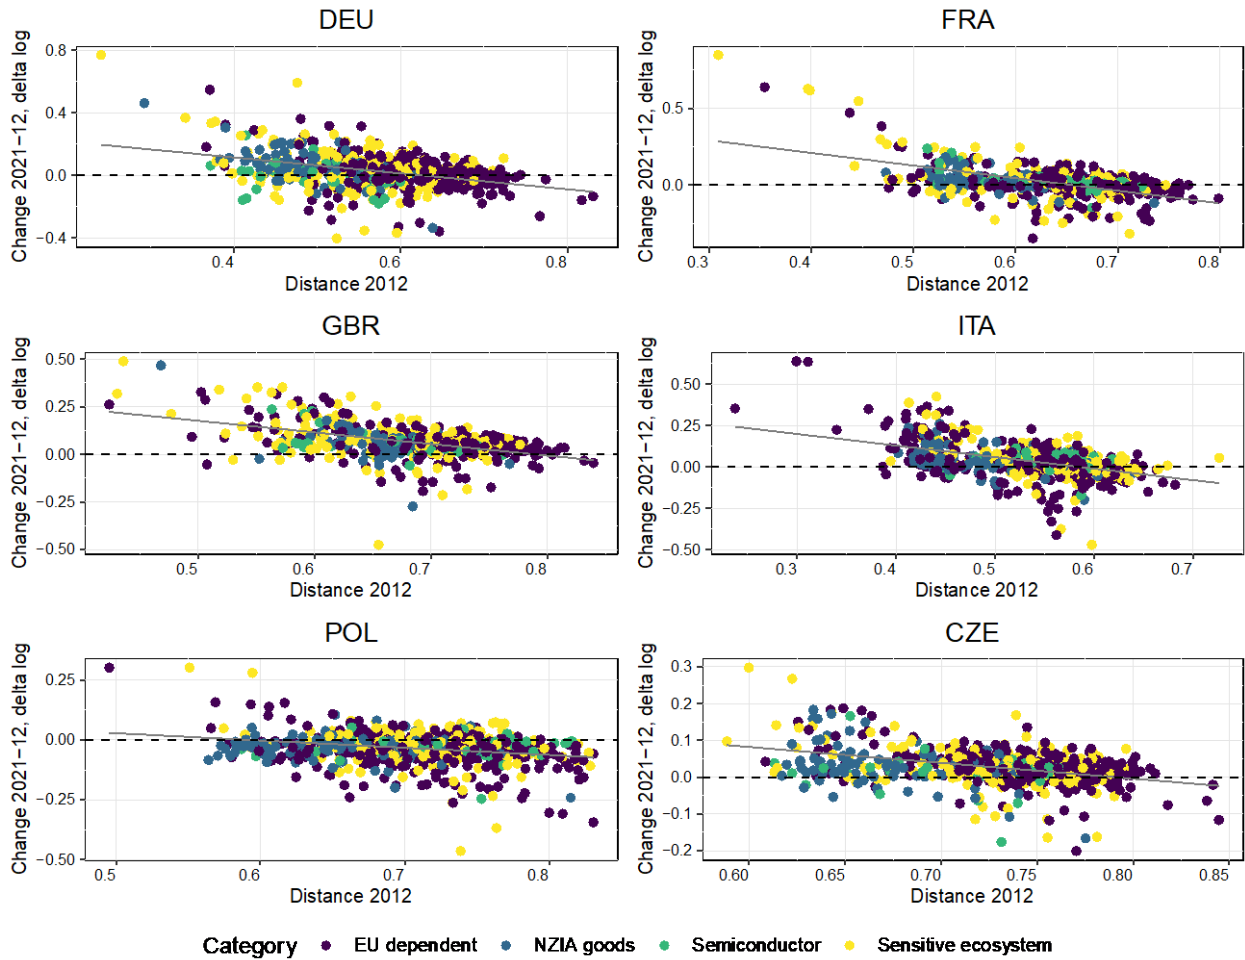 DEU
Change 2021−12, delta log
0.8
0.4
0.0
−0.4
0.4
0.6
0.8
Distance 2012
FRA
Change 2021−12, delta log
0.5
0.0
0.3
0.4
0.5
0.6
0.7
0.8
Distance 2012
GBR
Change 2021−12, delta log
0.50
0.25
0.00
−0.25
−0.50
0.5
0.6
0.7
0.8
Distance 2012
ITA
Change 2021−12, delta log
0.50
0.25
0.00
−0.25
−0.50
0.3
0.4
0.5
0.6
0.7
Distance 2012
POL
Change 2021−12, delta log
0.25
0.00
−0.25
−0.50
0.5
0.6
0.7
0.8
Distance 2012
CZE
Change 2021−12, delta log
0.3
0.2
0.1
0.0
−0.1
−0.2
0.60
0.65
0.70
0.75
0.80
0.85
Distance 2012
Category EU dependent NZIA goods Semiconductor Sensitive ecosystem